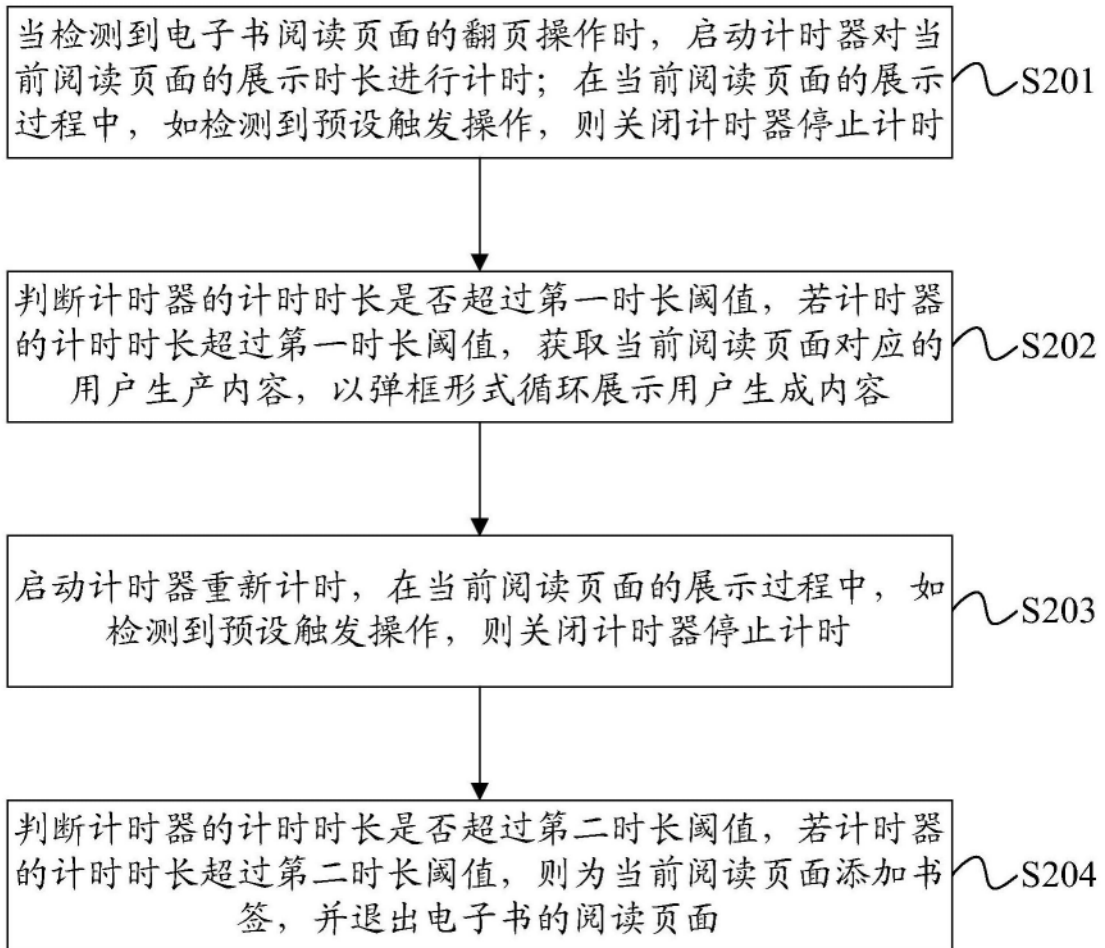 当检测到电子书阅读页面的翻页操作时，启动计时器对当
前阅读页面的展示时长进行计时；在当前阅读页面的展示
过程中，如检测到预设触发操作，则关闭计时器停止计时
S201
判断计时器的计时时长是否超过第一时长阈值，若计时器
的计时时长超过第一时长阈值，获取当前阅读页面对应的
用户生产内容，以弹框形式循环展示用户生成内容
S202
启动计时器重新计时，在当前阅读页面的展示过程中，如
检测到预设触发操作，则关闭计时器停止计时
S203
判断计时器的计时时长是否超过第二时长阈值，若计时器
的计时时长超过第二时长阈值，则为当前阅读页面添加书
签，并退出电子书的阅读页面
S204